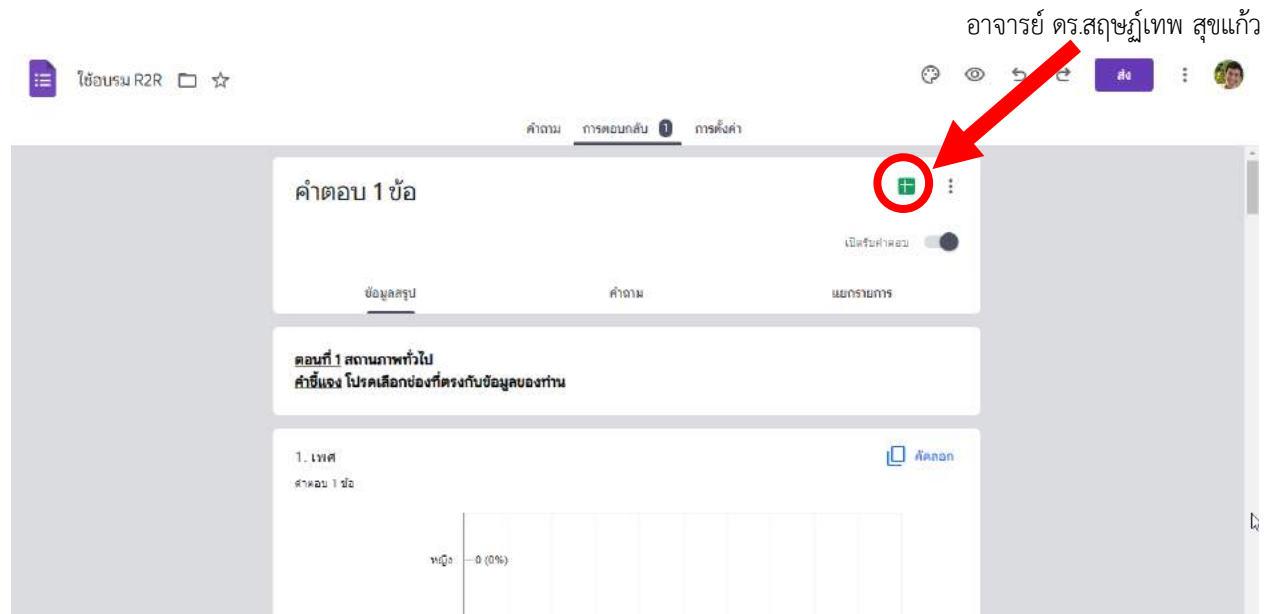 อาจารย์ ดร.สฤษฏ์เทพ สุขแก้ว
ใช้อบรม R2R
ส่ง
คำถาม การตอบกลับ 1 การตั้งค่า
คำตอบ 1 ข้อ
เปิดรับคำตอบ
ข้อมูลสรุป คำถาม แยกรายการ
ตอนที่ 1 สถานภาพทั่วไป
คำชี้แจง โปรดเลือกช่องที่ตรงกับข้อมูลของท่าน
1. เพศ
คัดลอก
คำตอบ 1 ข้อ
หญิง 0 (0%)